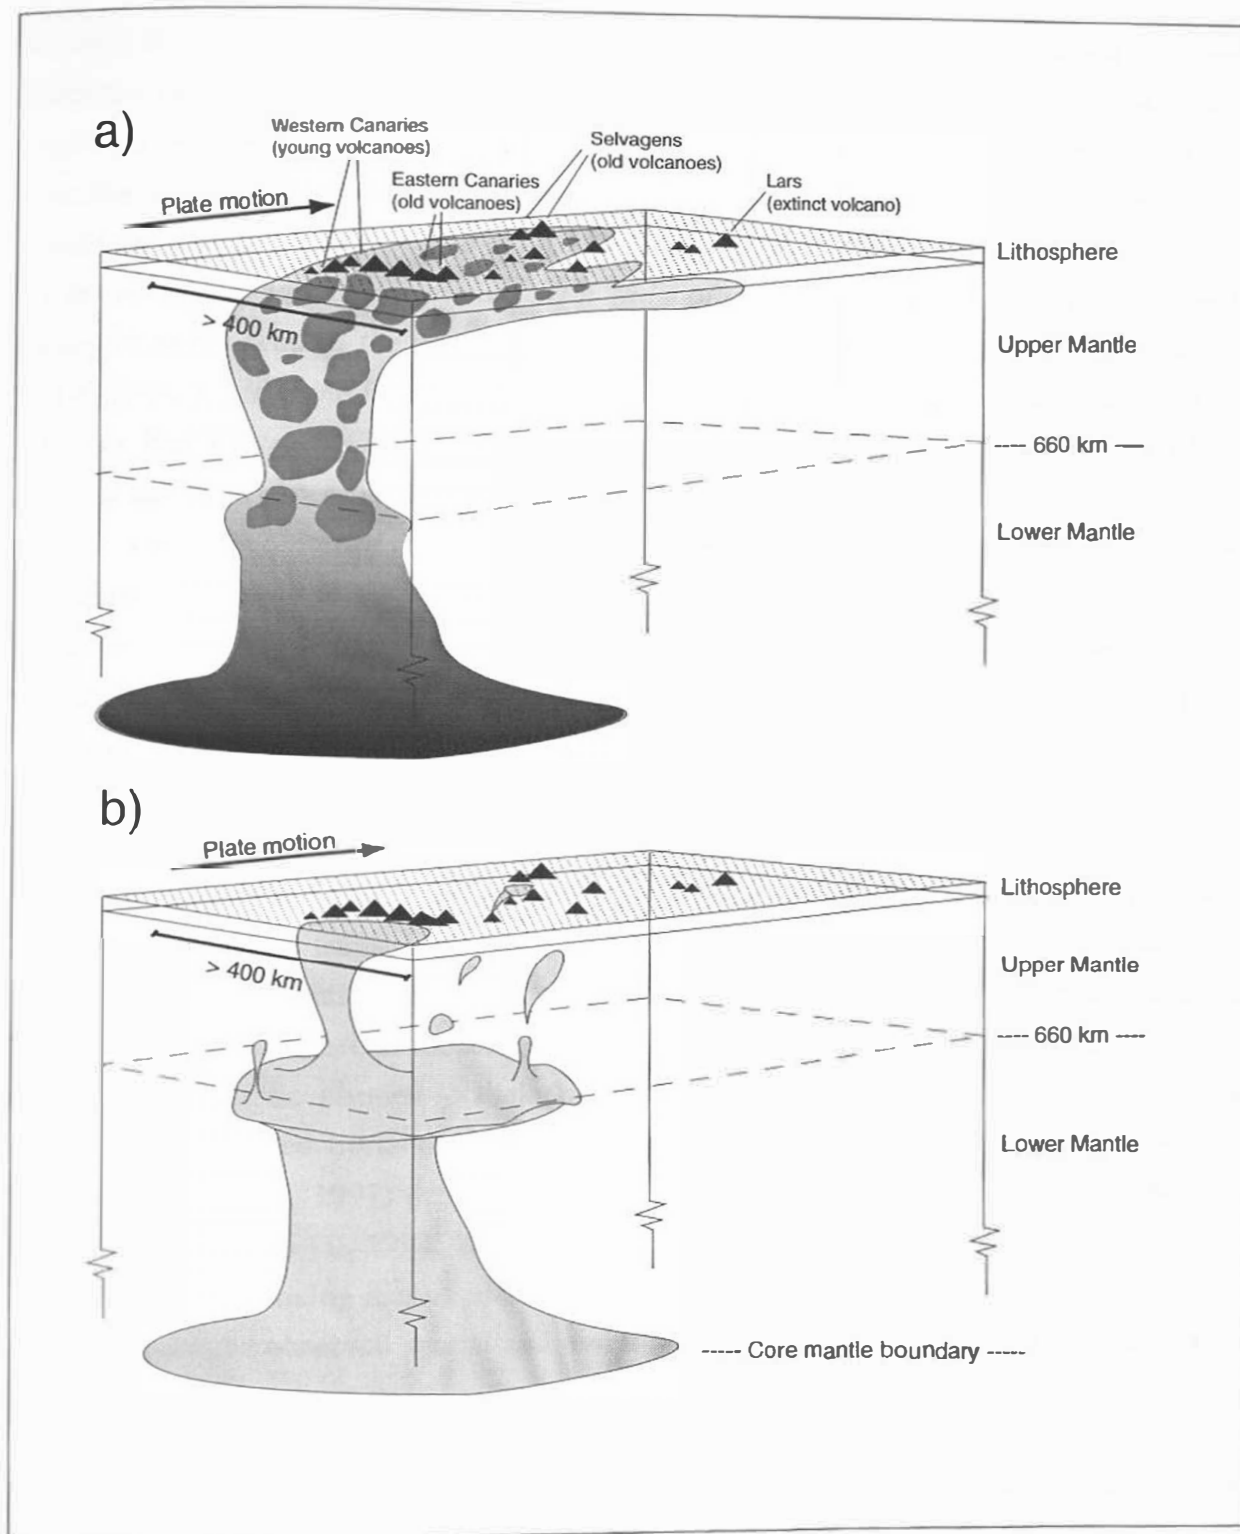 a)
Western Canaries
(young volcanoes)
Selvagens
(old volcanoes)
Eastern Canaries
(old volcanoes)
Lars
(extinct volcano)
Plate motion
Lithosphere
> 400 km
Upper Mantle
---- 660 km —
Lower Mantle
b)
Plate motion
Lithosphere
> 400 km
Upper Mantle
---- 660 km ----
Lower Mantle
----- Core mantle boundary -----